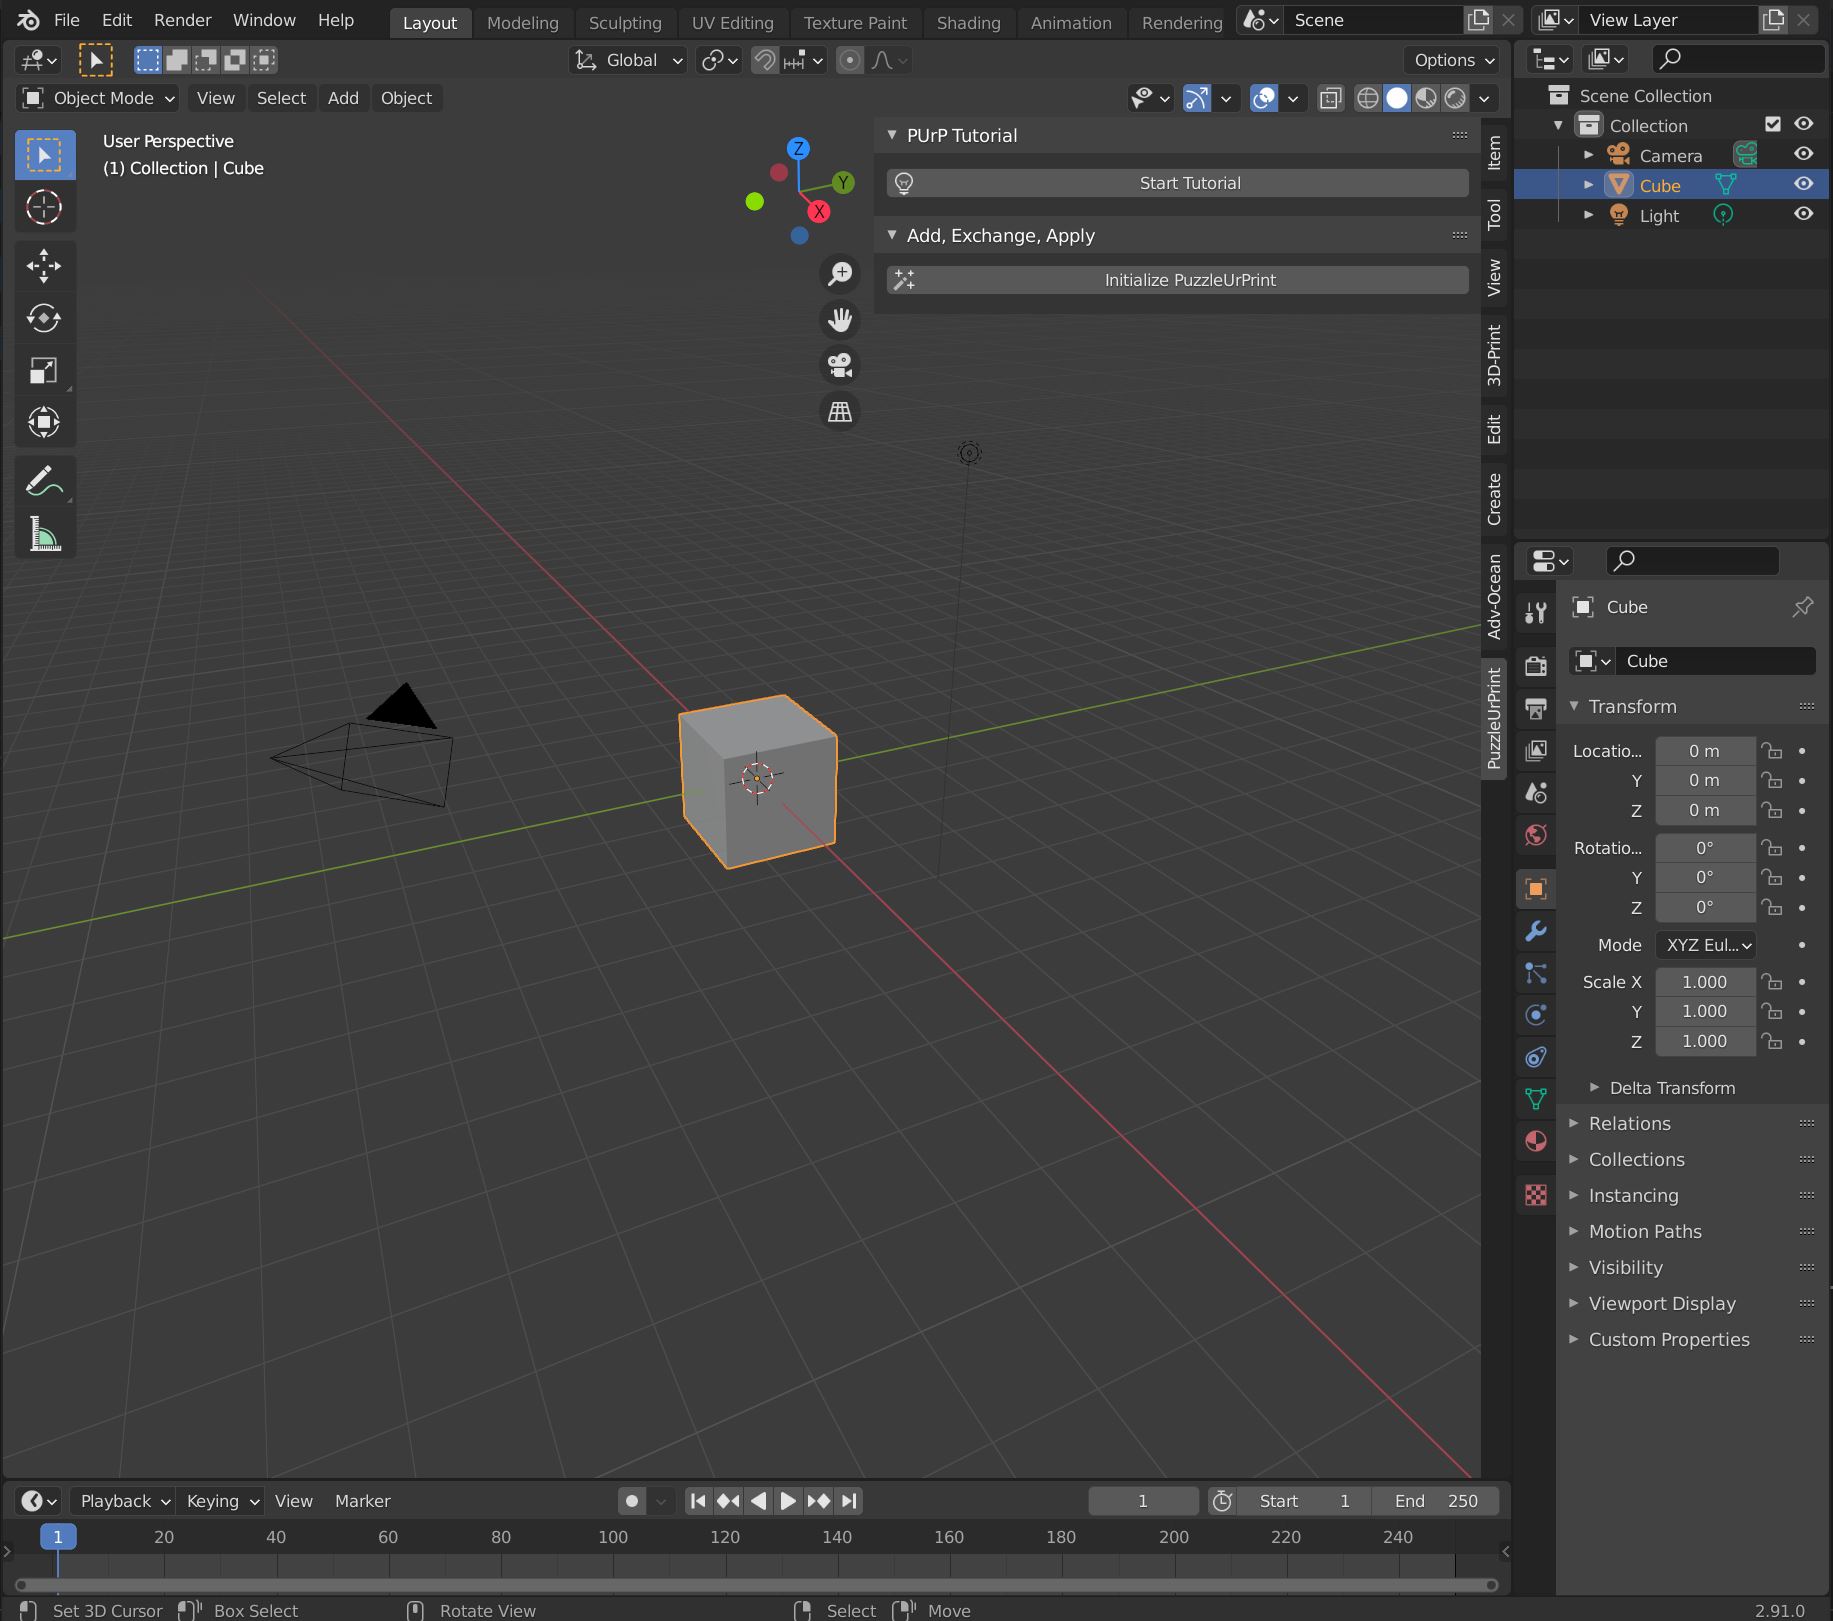 File Edit Render Window Help Layout Modeling Sculpting UV Editing Texture Paint Shading Animation Rendering Scene View Layer
Global Options
Object Mode View Select Add Object
User Perspective
(1) Collection | Cube
Z
Y
X
PUrP Tutorial
Start Tutorial
Add, Exchange, Apply
Initialize PuzzleUrPrint
Item
Tool
View
3D-Print
Edit
Create
Adv-Ocean
PuzzleUrPrint
Scene Collection
Collection
Camera
Cube
Light
Cube
Cube
Transform
Locatio... 0 m
Y 0 m
Z 0 m
Rotatio... 0°
Y 0°
Z 0°
Mode XYZ Eul...
Scale X 1.000
Y 1.000
Z 1.000
Delta Transform
Relations
Collections
Instancing
Motion Paths
Visibility
Viewport Display
Custom Properties
Playback Keying View Marker 1 Start 1 End 250
1 20 40 60 80 100 120 140 160 180 200 220 240
Set 3D Cursor Box Select Rotate View Select Move 2.91.0